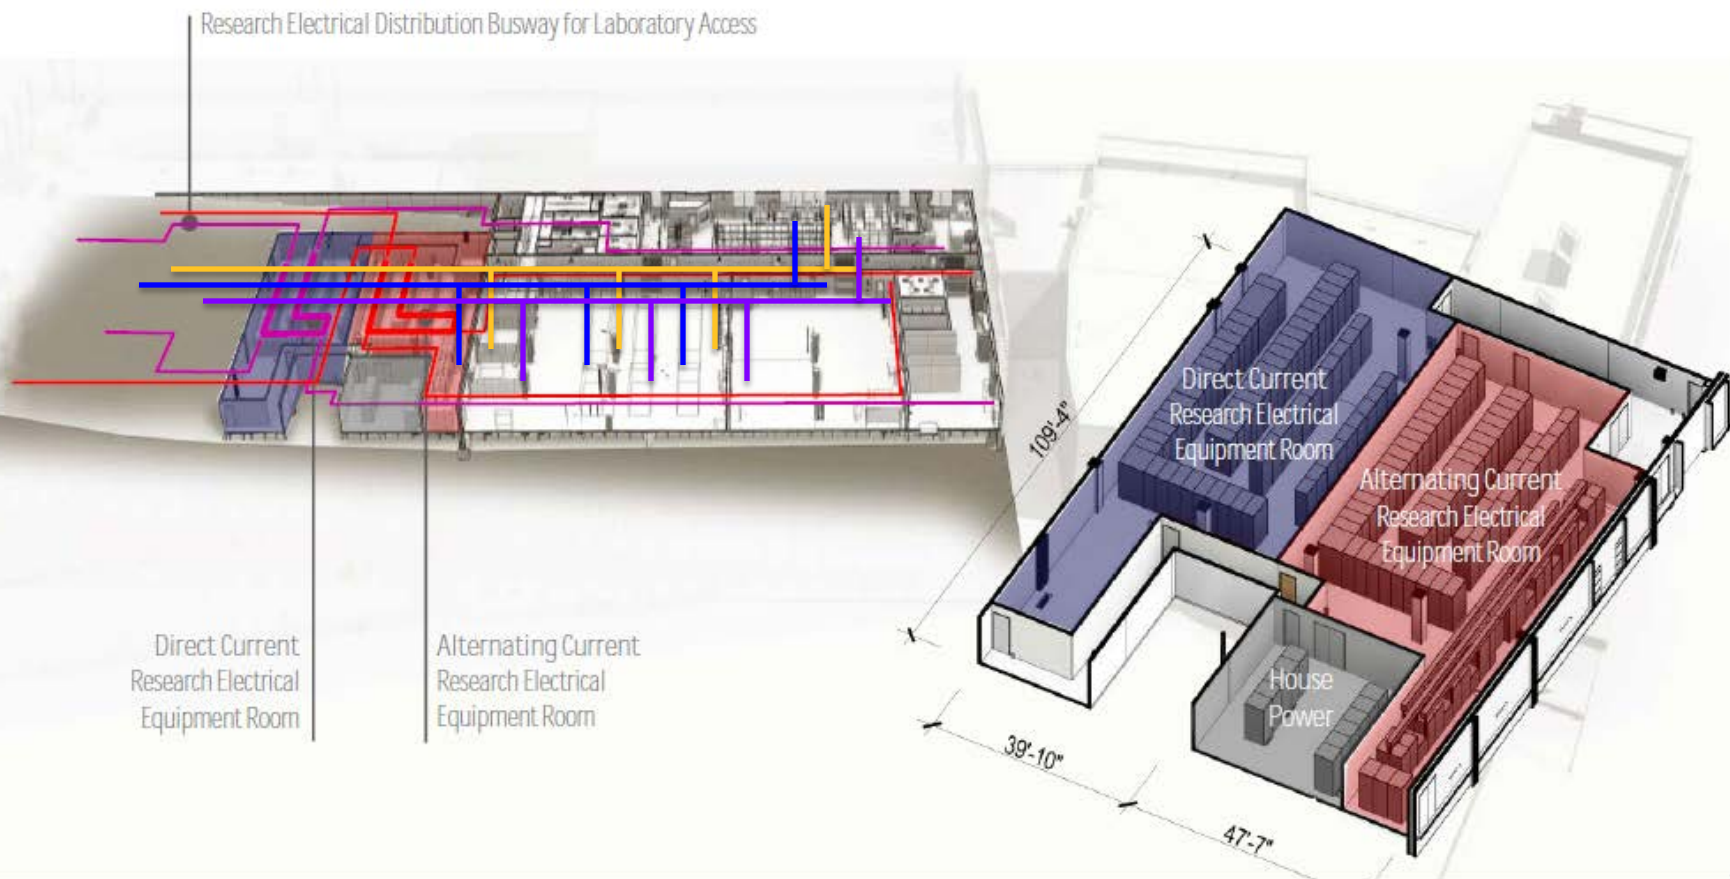 Research Electrical Distribution Busway for Laboratory Access
Direct Current
Research Electrical
Equipment Room
Alternating Current
Research Electrical
Equipment Room
109'-4"
Direct Current
Research Electrical
Equipment Room
Alternating Current
Research Electrical
Equipment Room
House
Power
39'-10"
47'-7"